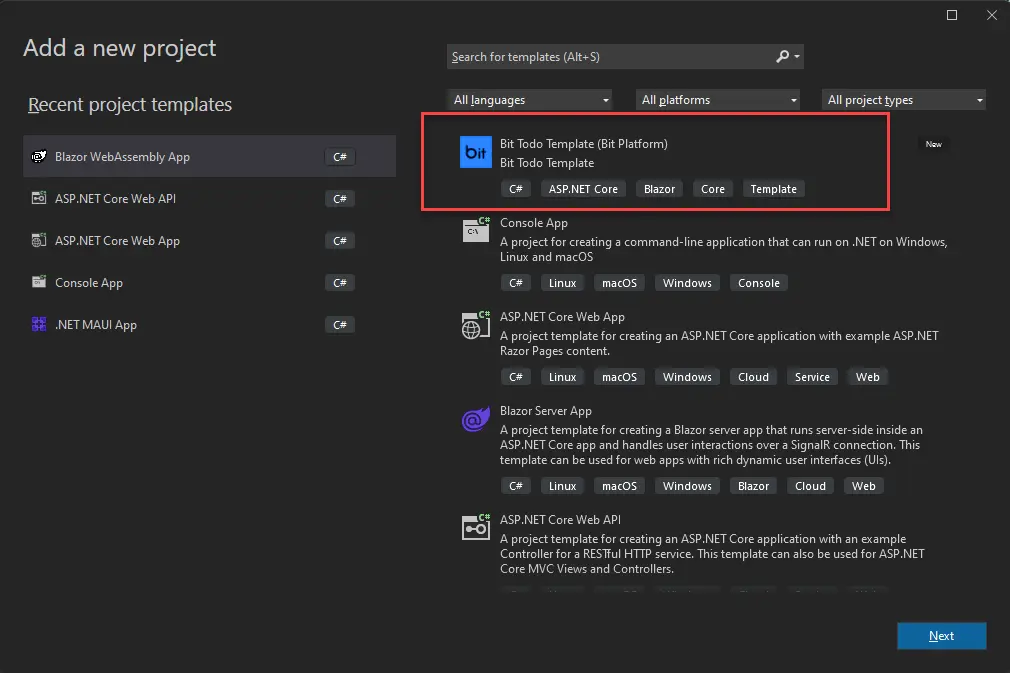 Add a new project
Search for templates (Alt+S)
Recent project templates
All languages
All platforms
All project types
Blazor WebAssembly App
C#
ASP.NET Core Web API
C#
ASP.NET Core Web App
C#
Console App
C#
.NET MAUI App
C#
bit
Bit Todo Template (Bit Platform)
New
Bit Todo Template
C# ASP.NET Core Blazor Core Template
Console App
A project for creating a command-line application that can run on .NET on Windows,
Linux and macOS
C# Linux macOS Windows Console
ASP.NET Core Web App
A project template for creating an ASP.NET Core application with example ASP.NET
Razor Pages content.
C# Linux macOS Windows Cloud Service Web
Blazor Server App
A project template for creating a Blazor server app that runs server-side inside an
ASP.NET Core app and handles user interactions over a SignalR connection. This
template can be used for web apps with rich dynamic user interfaces (UIs).
C# Linux macOS Windows Blazor Cloud Web
ASP.NET Core Web API
A project template for creating an ASP.NET Core application with an example
Controller for a RESTful HTTP service. This template can also be used for ASP.NET
Core MVC Views and Controllers.
Next